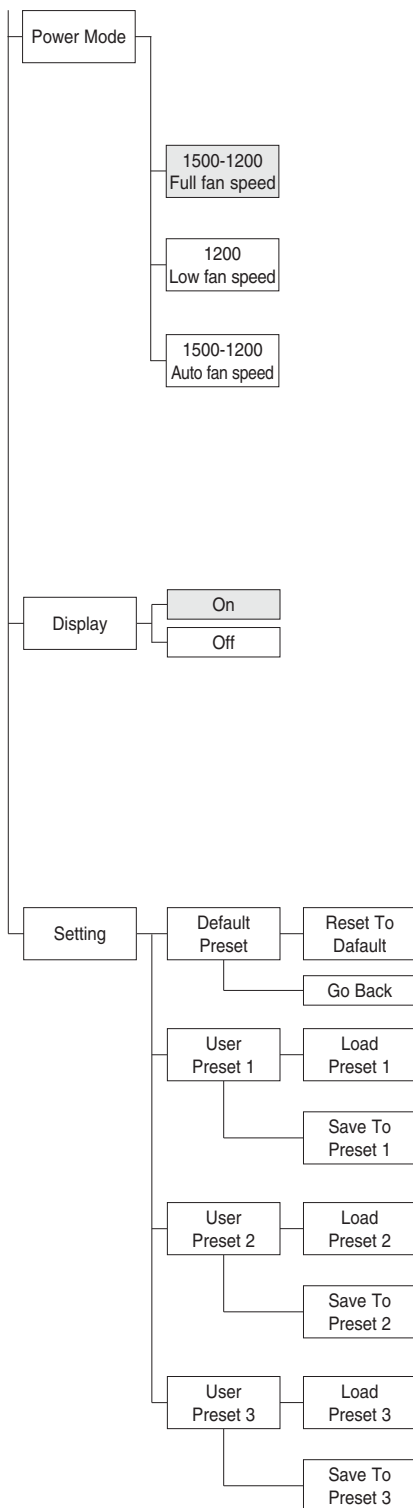 Power Mode
1500-1200
Full fan speed
1200
Low fan speed
1500-1200
Auto fan speed
Display
On
Off
Setting
Default
Preset
Reset To
Dafault
Go Back
User
Preset 1
Load
Preset 1
Save To
Preset 1
User
Preset 2
Load
Preset 2
Save To
Preset 2
User
Preset 3
Load
Preset 3
Save To
Preset 3